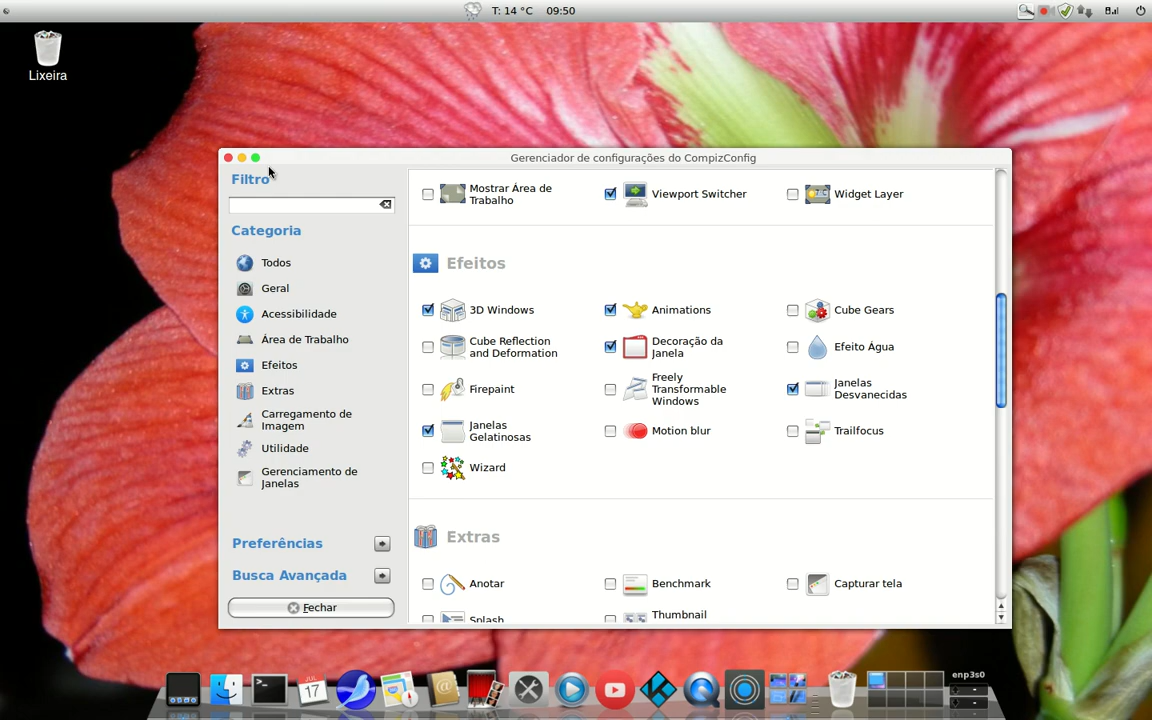 T: 14 °C 09:50
Lixeira
Gerenciador de configurações do CompizConfig
Filtro
Categoria
Todos
Geral
Acessibilidade
Área de Trabalho
Efeitos
Extras
Carregamento de
Imagem
Utilidade
Gerenciamento de
Janelas
Preferências
Busca Avançada
Fechar
Mostrar Área de
Trabalho
Viewport Switcher
Widget Layer
Efeitos
3D Windows
Animations
Cube Gears
Cube Reflection
and Deformation
Decoração da
Janela
Efeito Água
Firepaint
Freely
Transformable
Windows
Janelas
Desvanecidas
Janelas
Gelatinosas
Motion blur
Trailfocus
Wizard
Extras
Anotar
Benchmark
Capturar tela
Splash
Thumbnail
JUL
17
enp3s0